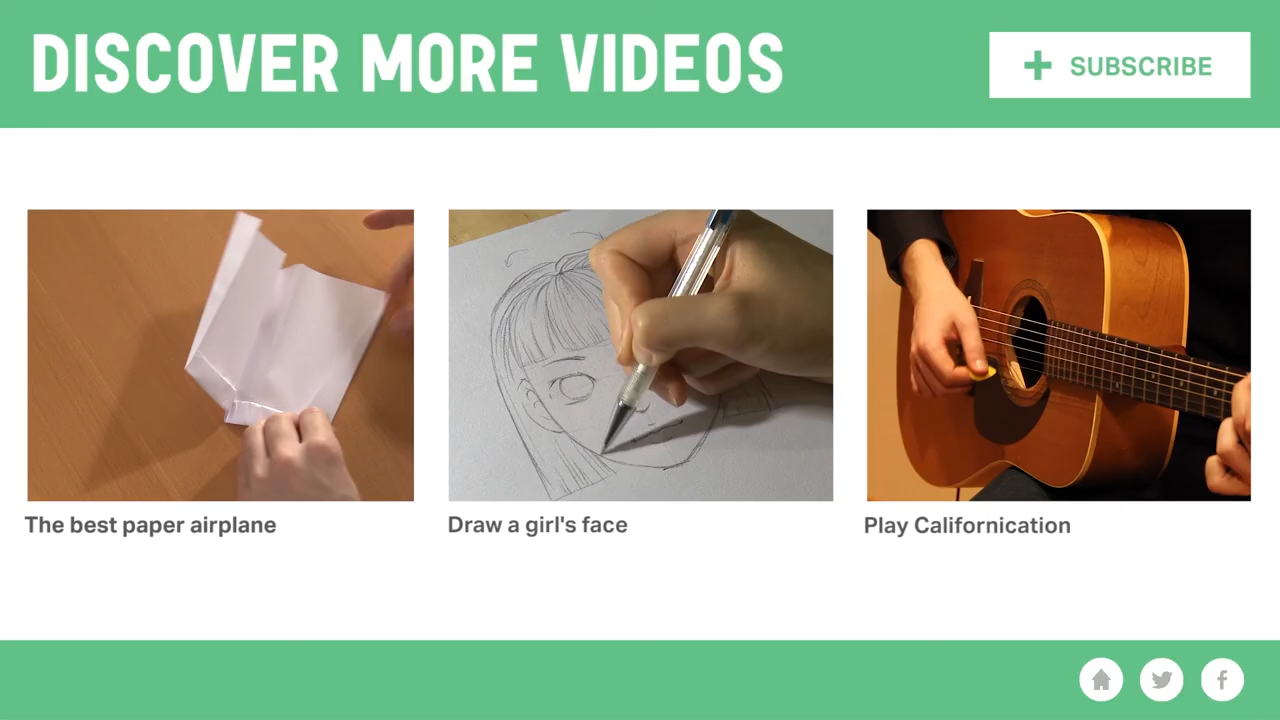 DISCOVER MORE VIDEOS
SUBSCRIBE
The best paper airplane
Draw a girl's face
Play Californication